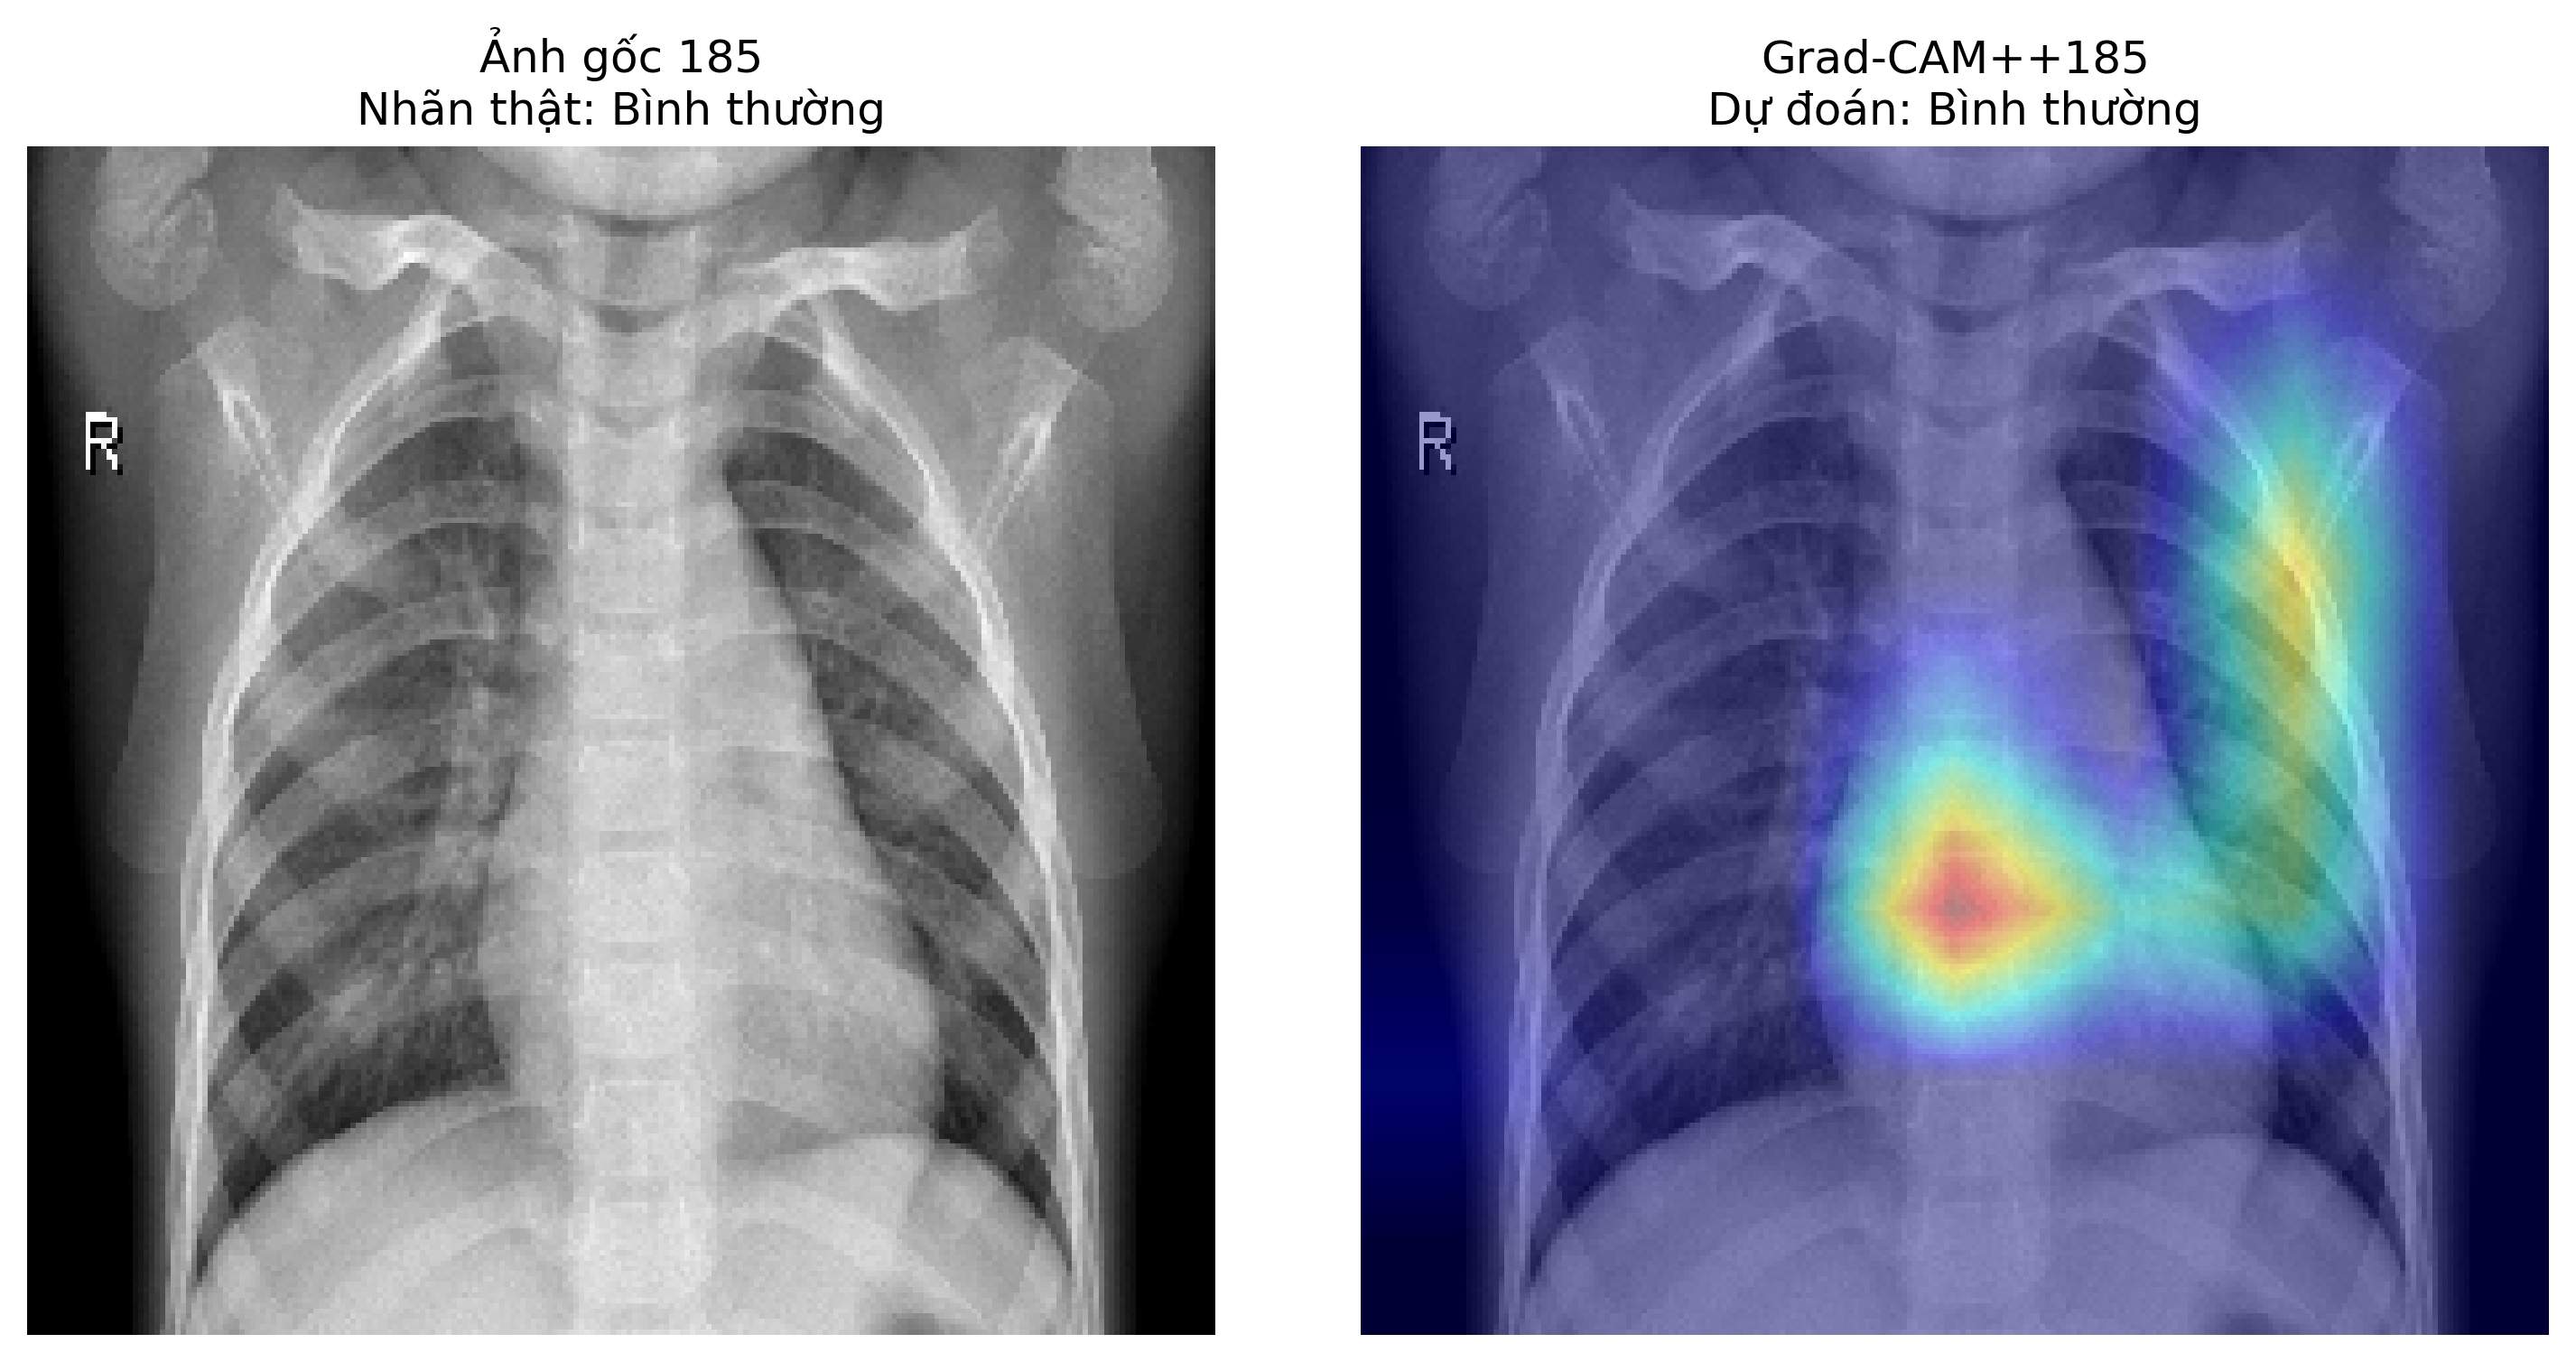 Ảnh gốc 185
Nhãn thật: Bình thường
Grad-CAM++185
Dự đoán: Bình thường
R
R